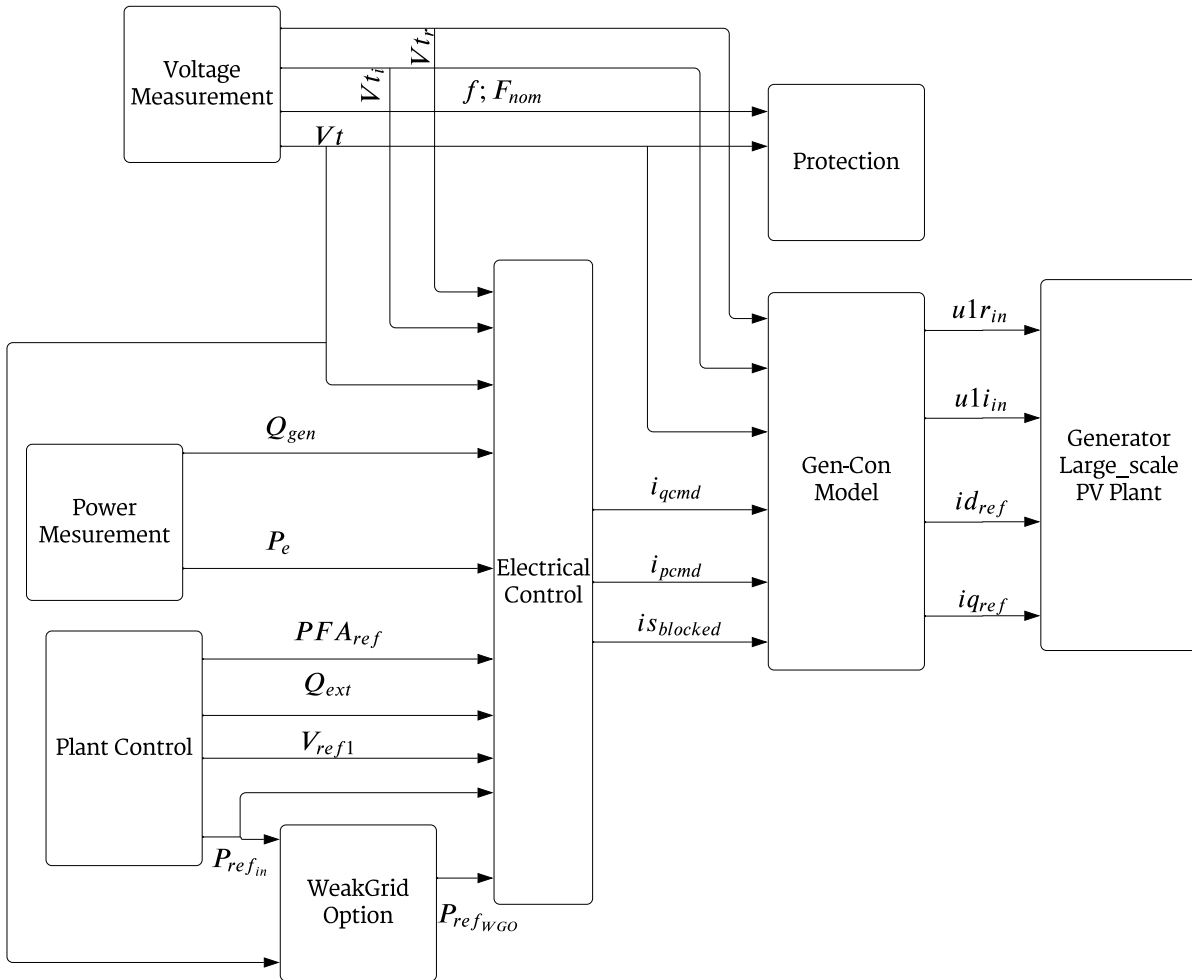 Voltage
Measurement
Vt_r
Vt_i
f; F_nom
Vt
Protection
Q_gen
Power
Mesurement
P_e
Electrical
Control
i_qcmd
i_pcmd
is_blocked
Gen-Con
Model
u1r_in
u1i_in
id_ref
iq_ref
Generator
Large_scale
PV Plant
PFA_ref
Q_ext
Plant Control
V_ref1
P_ref_in
WeakGrid
Option
P_ref_WGO